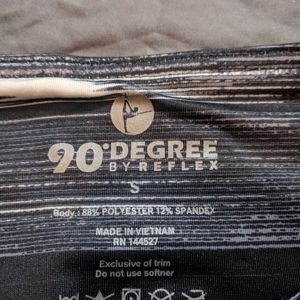 90°DEGREE
BY REFLEX
S
Body : 88% POLYESTER 12% SPANDEX
MADE IN VIETNAM
RN 144527
Exclusive of trim
Do not use softner